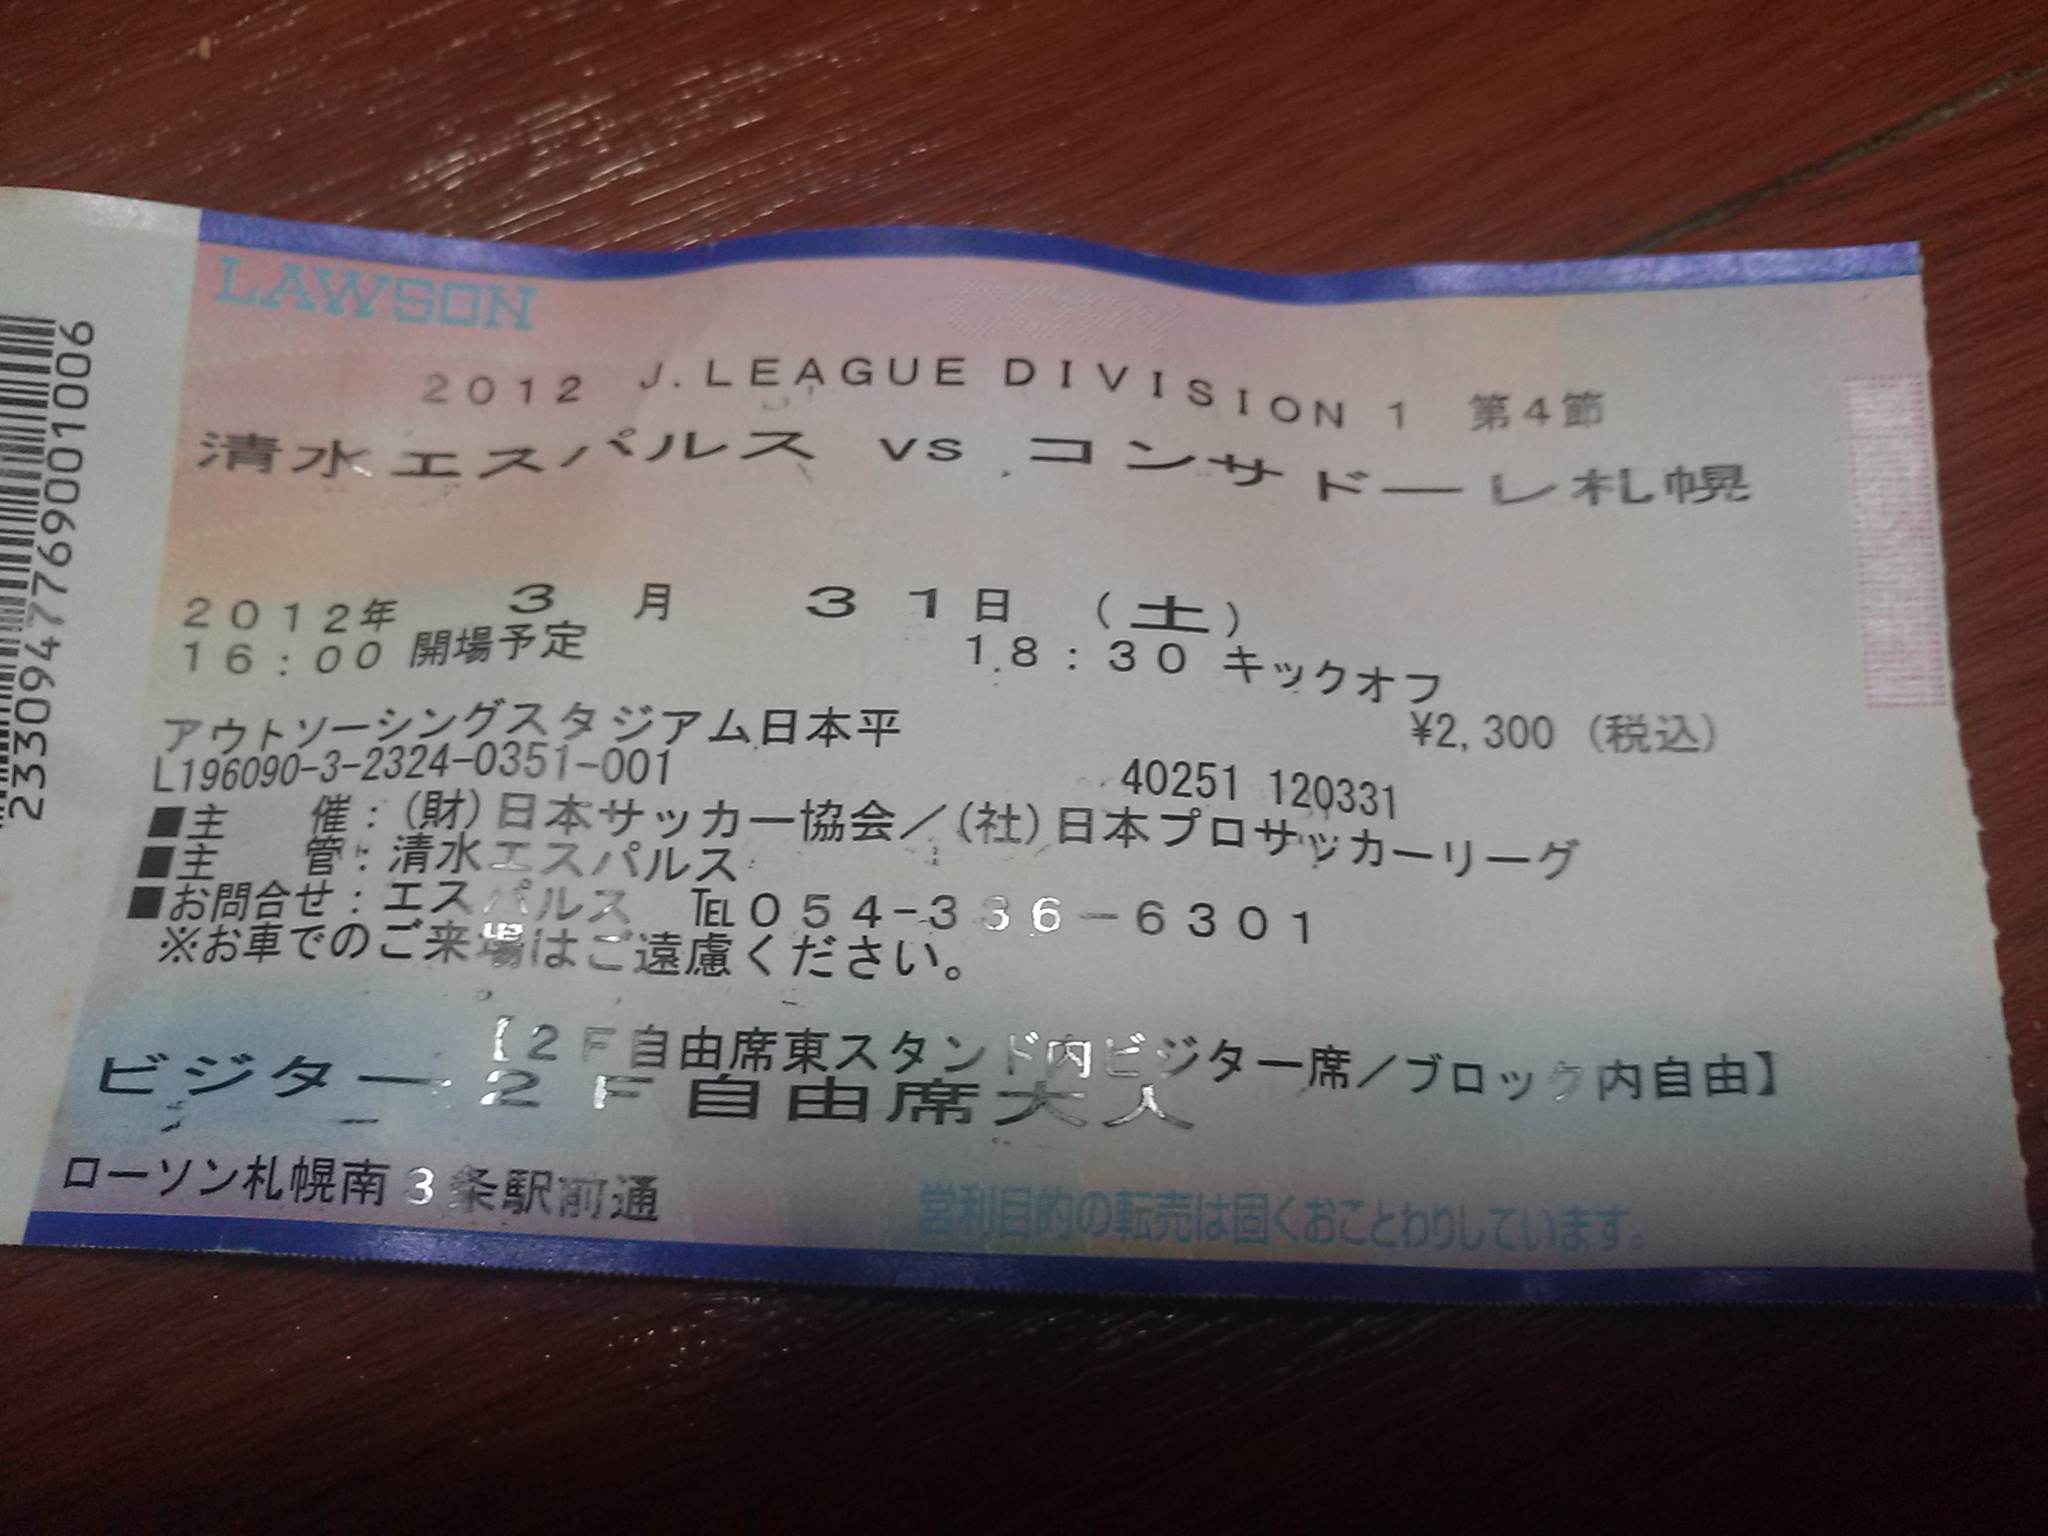 LAWSON
2012 J.LEAGUE DIVISION 1 第4節
清水エスパルス VS コンサドーレ札幌
2012年 3月 31日 (土)
16:00 開場予定 18:30 キックオフ
アウトソーシングスタジアム日本平 ¥2,300 (税込)
L196090-3-2324-0351-001 40251 120331
■主 催:(財)日本サッカー協会/(社)日本プロサッカーリーグ
■主 管:清水エスパルス
■お問合せ:エスパルス ℡054-336-6301
※お車でのご来場はご遠慮ください。
【2F自由席東スタンド内ビジター席/ブロック内自由】
ビジター2F自由席大人
ローソン札幌南3条駅前通
営利目的の転売は固くおことわりしています。
2330947769001006